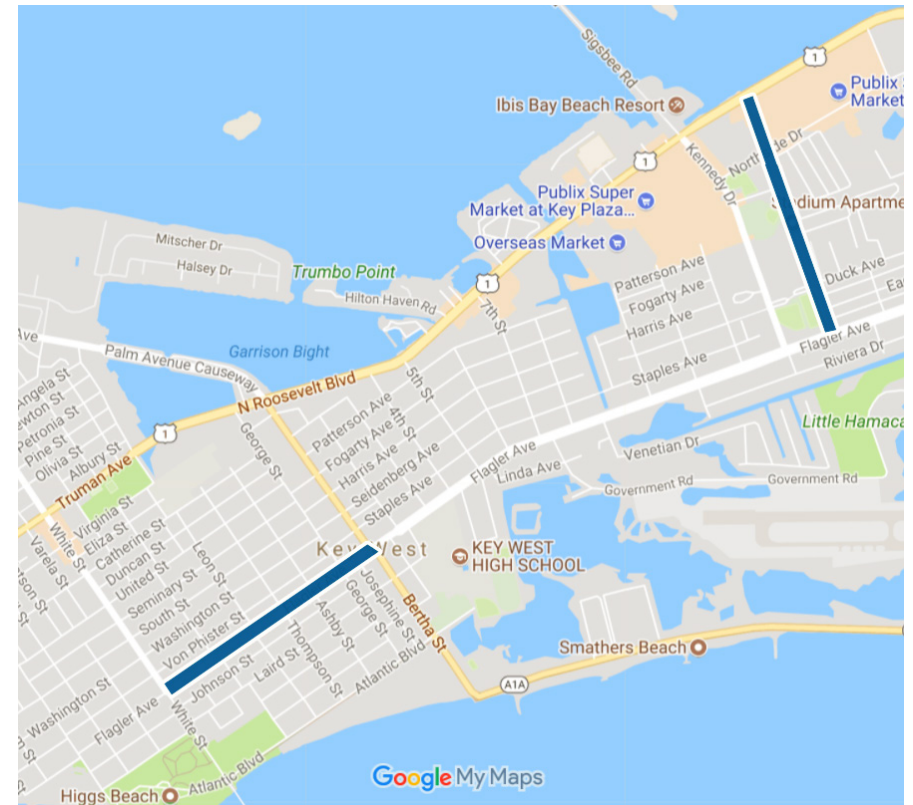 Sigsbee Rd
1
Publix
Market
Ibis Bay Beach Resort
1
Kennedy Dr
Publix Super
Market at Key Plaza...
Overseas Market
dium Apartme
Mitscher Dr
Halsey Dr
Trumbo Point
Hilton Haven Rd
1
7th St
Patterson Ave
Fogarty Ave
Harris Ave
Duck Ave
Staples Ave
Flagler Ave
Riviera Dr
Ave
Palm Avenue Causeway
Garrison Bight
N Roosevelt Blvd
5th St
4th St
Patterson Ave
Fogarty Ave
Harris Ave
Seidenberg Ave
Staples Ave
Flagler Ave
Linda Ave
Venetian Dr
Government Rd
Government Rd
Little Hamaca
Angela St
Petronia St
Pine St
Olivia St
Albury St
1
Truman Ave
George St
Virginia St
Eliza St
Catherine St
Duncan St
United St
Seminary St
South St
Washington St
Von Phister St
White St
Varela St
Leon St
Key West
KEY WEST
HIGH SCHOOL
Josephine St
George St
Ashby St
Thompson St
Bertha St
Atlantic Blvd
Smathers Beach
A1A
Johnson St
Laird St
Washington St
Flagler Ave
White St
Atlantic Blvd
Higgs Beach
Google My Maps